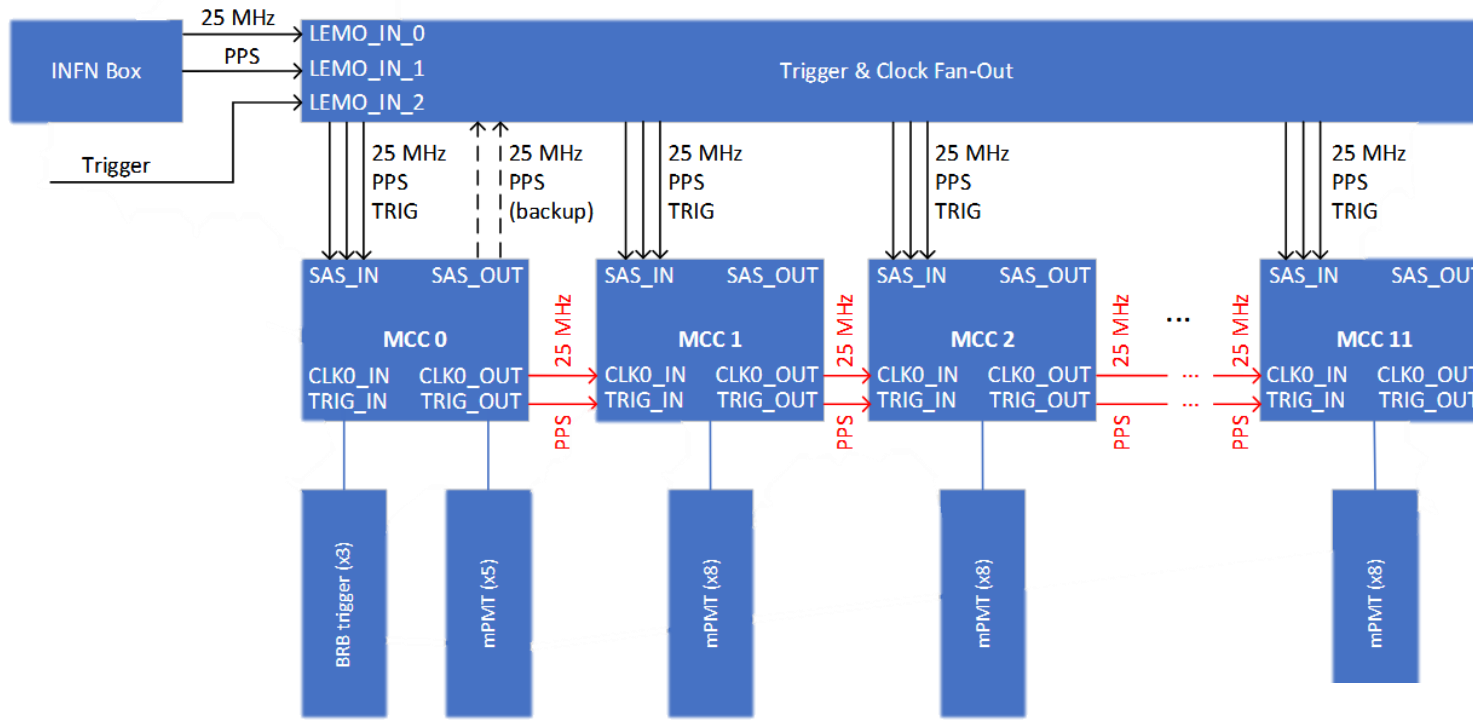 25 MHz
PPS
INFN Box
Trigger
LEMO_IN_0
LEMO_IN_1
LEMO_IN_2
Trigger & Clock Fan-Out
25 MHz
PPS
TRIG
25 MHz
PPS
(backup)
25 MHz
PPS
TRIG
25 MHz
PPS
TRIG
25 MHz
PPS
TRIG
SAS_IN
SAS_OUT
MCC 0
CLK0_IN
CLK0_OUT
TRIG_IN
TRIG_OUT
25 MHz
PPS
SAS_IN
SAS_OUT
MCC 1
CLK0_IN
CLK0_OUT
TRIG_IN
TRIG_OUT
25 MHz
PPS
SAS_IN
SAS_OUT
MCC 2
CLK0_IN
CLK0_OUT
TRIG_IN
TRIG_OUT
25 MHz
PPS
...
...
...
25 MHz
PPS
SAS_IN
SAS_OUT
MCC 11
CLK0_IN
CLK0_OUT
TRIG_IN
TRIG_OUT
BRB trigger (x3)
mPMT (x5)
mPMT (x8)
mPMT (x8)
mPMT (x8)